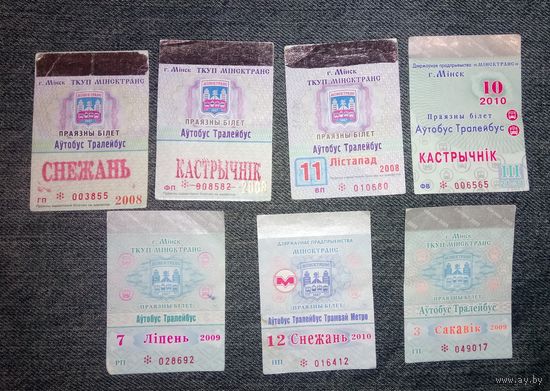 г. Мінск
ТКУП МІНСКТРАНС
ПРАЯЗНЫ БІЛЕТ
Аўтобус Тралейбус
СНЕЖАНЬ
ГП * 003855 2008
г. Мінск
ТКУП МІНСКТРАНС
ПРАЯЗНЫ БІЛЕТ
Аўтобус Тралейбус
КАСТРЫЧНІК
ФП * 008582 2008
г. Мінск
ТКУП МІНСКТРАНС
ПРАЯЗНЫ БІЛЕТ
Аўтобус Тралейбус
11 Лістапад 2008
ВП * 010680
Дзяржаўнае прадпрыемства «МІНСКТРАНС»
г. Мінск
10
2010
Праязны білет
Аўтобус Тралейбус
КАСТРЫЧНІК
ФВ * 006565
г. Мінск
ТКУП МІНСКТРАНС
ПРАЯЗНЫ БІЛЕТ
Аўтобус Тралейбус
7 Ліпень 2009
РП * 028692
ДЗЯРЖАЎНАЕ ПРАДПРЫЕМСТВА
МІНСКТРАНС
ПРАЯЗНЫ БІЛЕТ
Аўтобус Тралейбус Трамвай Метро
12 Снежань 2010
* 016412
г. Мінск
ТКУП МІНСКТРАНС
ПРАЯЗНЫ БІЛЕТ
Аўтобус Тралейбус
3 Сакавік 2009
* 049017
www.ay.by